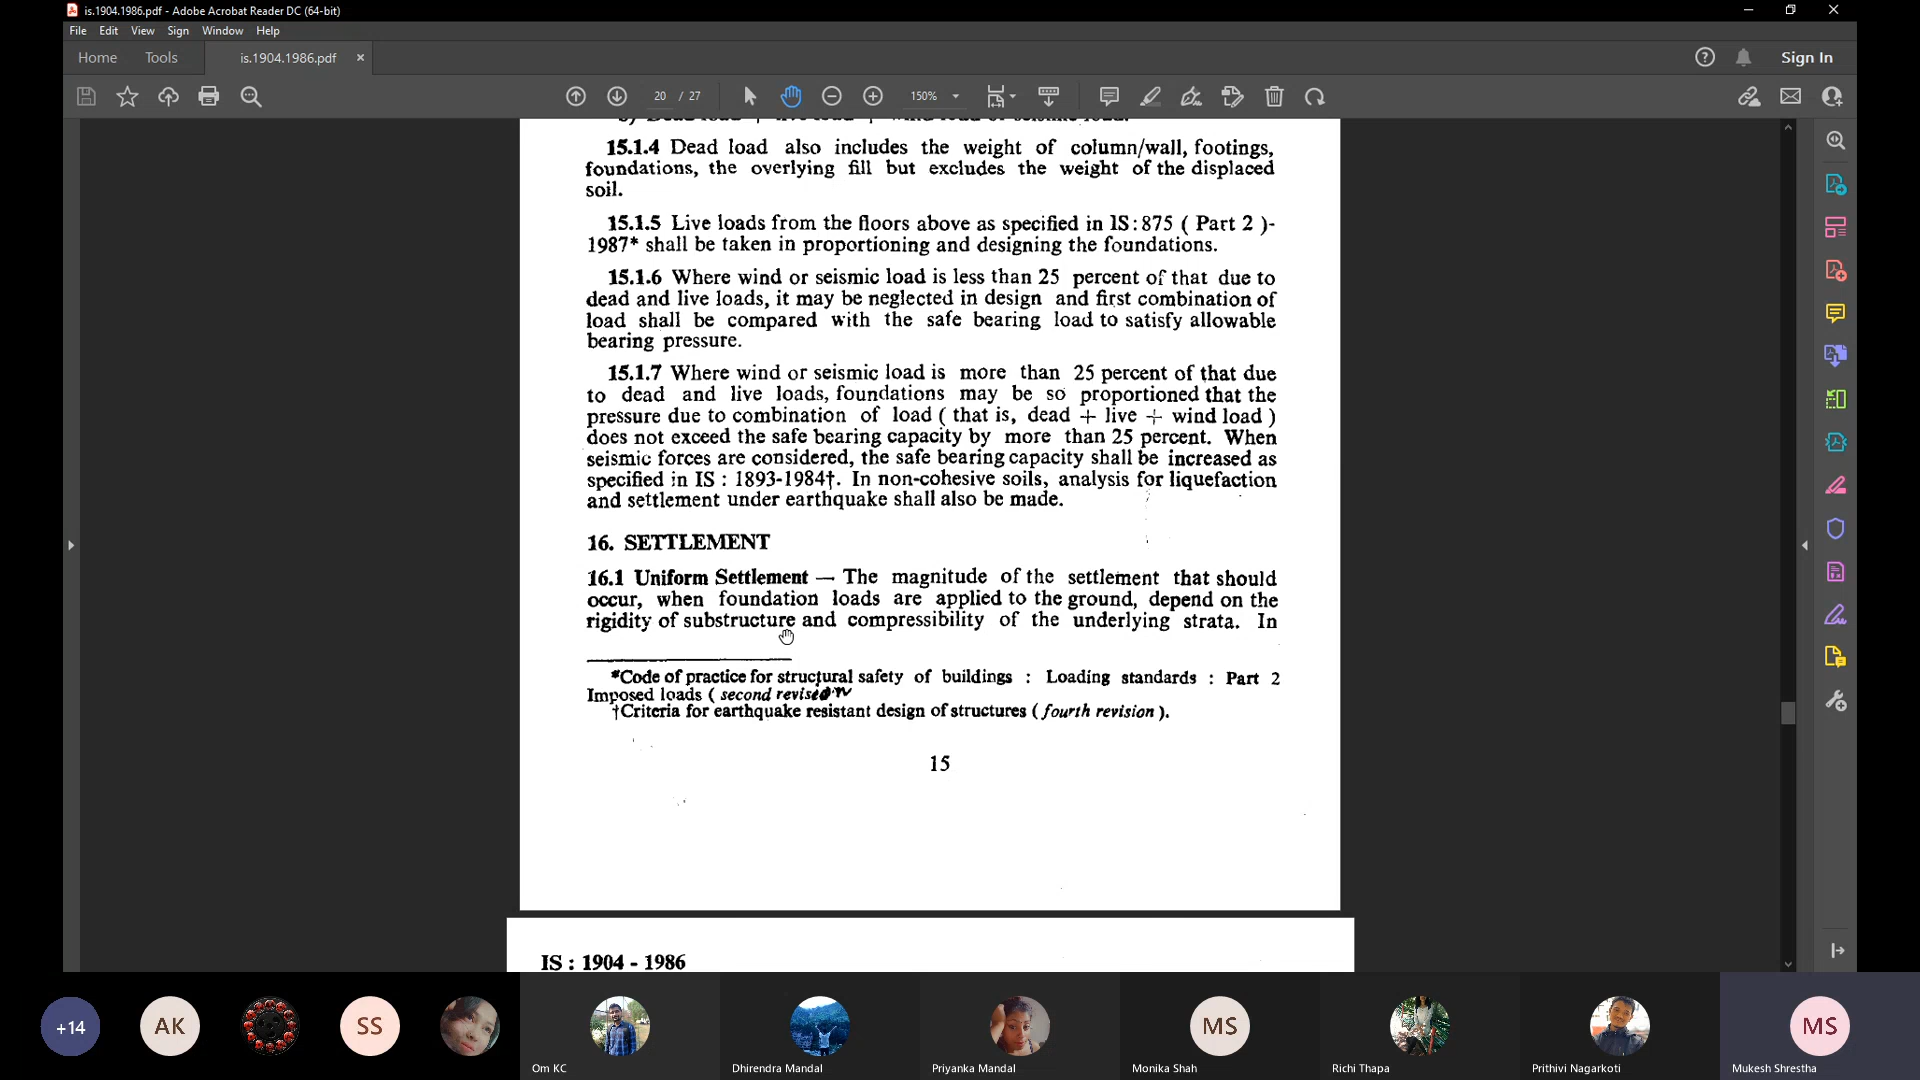 is.1904.1986.pdf - Adobe Acrobat Reader DC (64-bit)
File Edit View Sign Window Help
Home Tools is.1904.1986.pdf × Sign In
20 / 27 150%
15.1.4 Dead load also includes the weight of column/wall, footings,
foundations, the overlying fill but excludes the weight of the displaced
soil.
15.1.5 Live loads from the floors above as specified in IS:875 ( Part 2 )-
1987* shall be taken in proportioning and designing the foundations.
15.1.6 Where wind or seismic load is less than 25 percent of that due to
dead and live loads, it may be neglected in design and first combination of
load shall be compared with the safe bearing load to satisfy allowable
bearing pressure.
15.1.7 Where wind or seismic load is more than 25 percent of that due
to dead and live loads, foundations may be so proportioned that the
pressure due to combination of load ( that is, dead + live + wind load )
does not exceed the safe bearing capacity by more than 25 percent. When
seismic forces are considered, the safe bearing capacity shall be increased as
specified in IS : 1893-1984†. In non-cohesive soils, analysis for liquefaction
and settlement under earthquake shall also be made.
16. SETTLEMENT
16.1 Uniform Settlement — The magnitude of the settlement that should
occur, when foundation loads are applied to the ground, depend on the
rigidity of substructure and compressibility of the underlying strata. In
*Code of practice for structural safety of buildings : Loading standards : Part 2
Imposed loads ( second
†Criteria for earthquake resistant design of structures ( fourth revision ).
15
IS : 1904 - 1986
+14 AK SS MS MS
Om KC Dhirendra Mandal Priyanka Mandal Monika Shah Richi Thapa Prithivi Nagarkoti Mukesh Shrestha